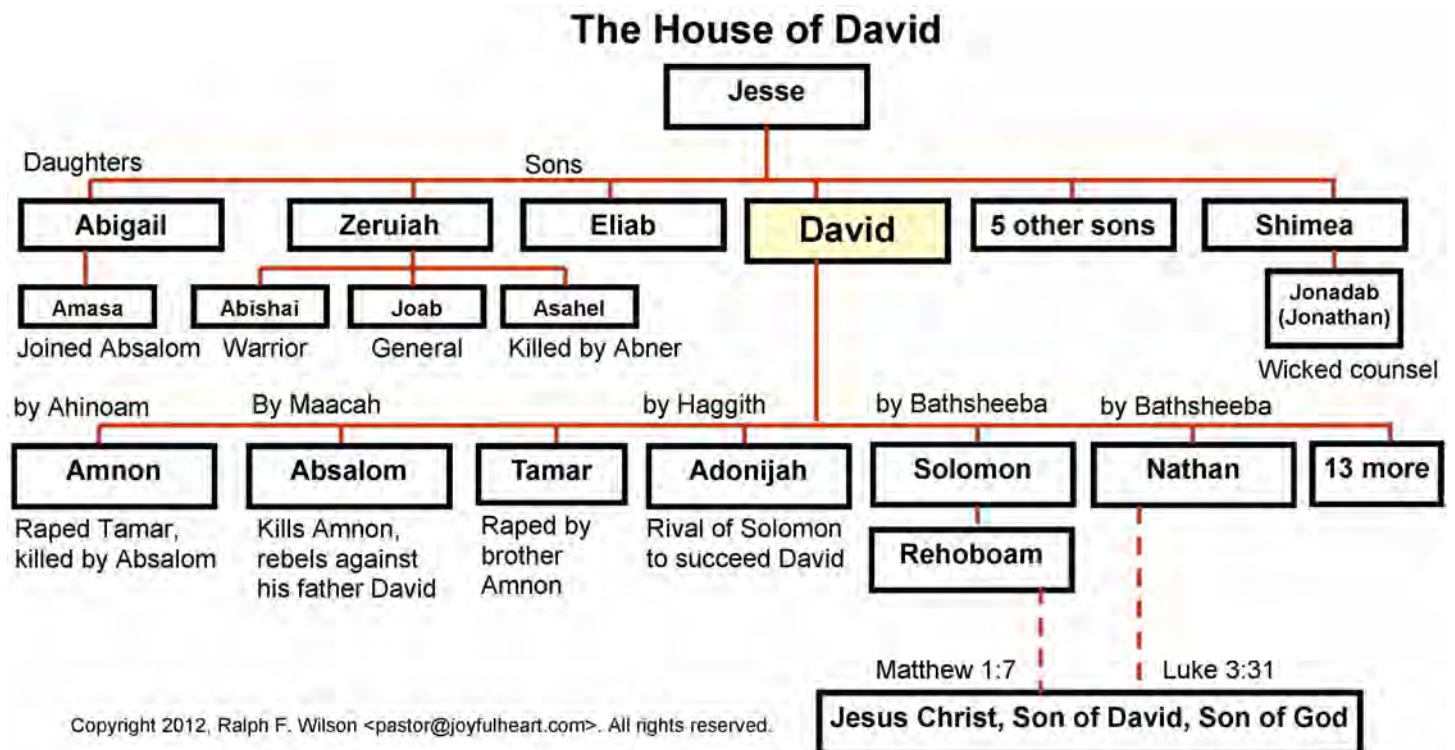 The House of David
Jesse
Daughters
Sons
Abigail
Zeruiah
Eliab
David
5 other sons
Shimea
Amasa
Abishai
Joab
Asahel
Jonadab
(Jonathan)
Joined Absalom
Warrior
General
Killed by Abner
Wicked counsel
by Ahinoam
By Maacah
by Haggith
by Bathsheeba
by Bathsheeba
Amnon
Absalom
Tamar
Adonijah
Solomon
Nathan
13 more
Raped Tamar,
killed by Absalom
Kills Amnon,
rebels against
his father David
Raped by
brother
Amnon
Rival of Solomon
to succeed David
Rehoboam
Matthew 1:7
Luke 3:31
Jesus Christ, Son of David, Son of God
Copyright 2012, Ralph F. Wilson <pastor@joyfulheart.com>. All rights reserved.